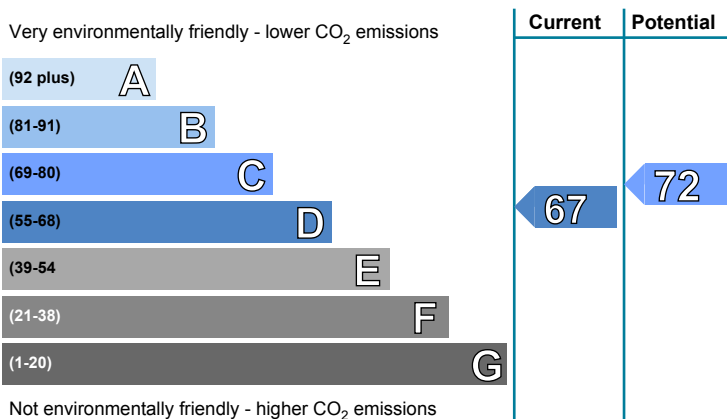 Current Potential
Very environmentally friendly - lower CO₂ emissions
(92 plus) A
(81-91) B
(69-80) C
(55-68) D
(39-54 E
(21-38) F
(1-20) G
67
72
Not environmentally friendly - higher CO₂ emissions